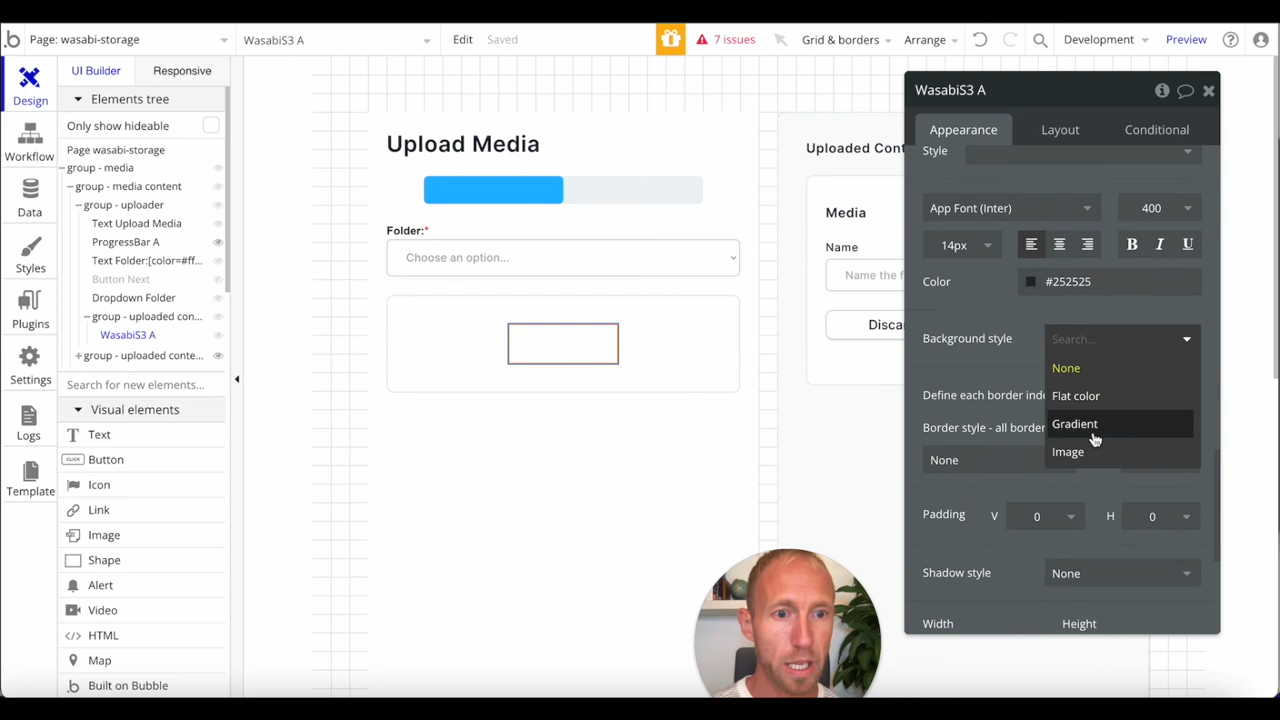 b Page: wasabi-storage
WasabiS3 A
Edit
Saved
7 issues
Grid & borders
Arrange
Development
Preview
Design
Workflow
Data
Styles
Plugins
Settings
Logs
Template
UI Builder
Responsive
Elements tree
Only show hideable
Page wasabi-storage
group - media
group - media content
group - uploader
Text Upload Media
ProgressBar A
Text Folder:[color=#ff...
Button Next
Dropdown Folder
group - uploaded con...
WasabiS3 A
group - uploaded conte...
Search for new elements...
Visual elements
Text
CLICK Button
Icon
Link
Image
Shape
Alert
Video
</> HTML
Map
Built on Bubble
Upload Media
Folder:*
Choose an option...
Uploaded Cont
Media
Name
Name the f
Discar
WasabiS3 A
Appearance
Layout
Conditional
Style
App Font (Inter)
400
14px
B I U
Color
#252525
Background style
Search...
None
Flat color
Gradient
Image
Define each border inde
Border style - all border
None
Padding
V 0
H 0
Shadow style
None
Width
Height